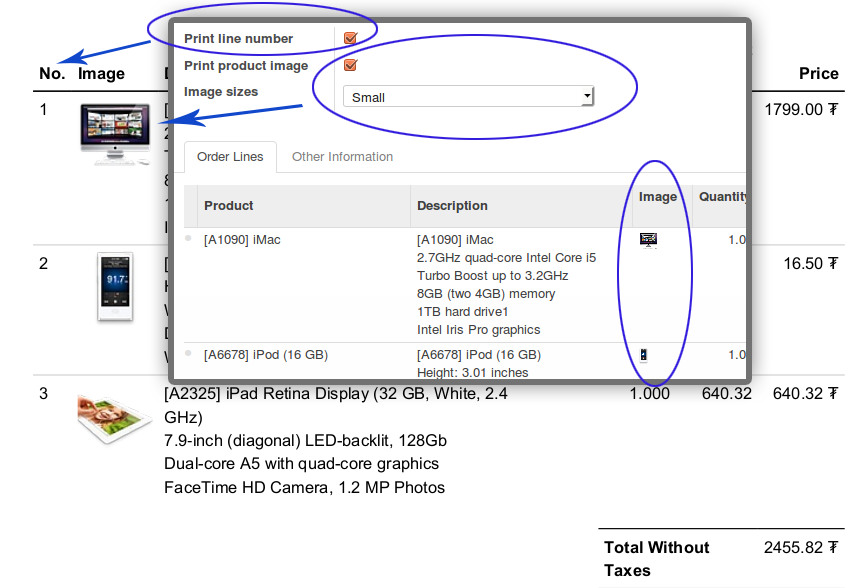 Print line number
Print product image
Image sizes
Small
No. Image Price
Order Lines Other Information
Product Description Image Quantity
1 1799.00 ₮
[A1090] iMac [A1090] iMac 1.0
2.7GHz quad-core Intel Core i5
Turbo Boost up to 3.2GHz
8GB (two 4GB) memory
1TB hard drive1
Intel Iris Pro graphics
2 91.7 16.50 ₮
[A6678] iPod (16 GB) [A6678] iPod (16 GB) 1.0
Height: 3.01 inches
3 [A2325] iPad Retina Display (32 GB, White, 2.4 1.000 640.32 640.32 ₮
GHz)
7.9-inch (diagonal) LED-backlit, 128Gb
Dual-core A5 with quad-core graphics
FaceTime HD Camera, 1.2 MP Photos
Total Without 2455.82 ₮
Taxes